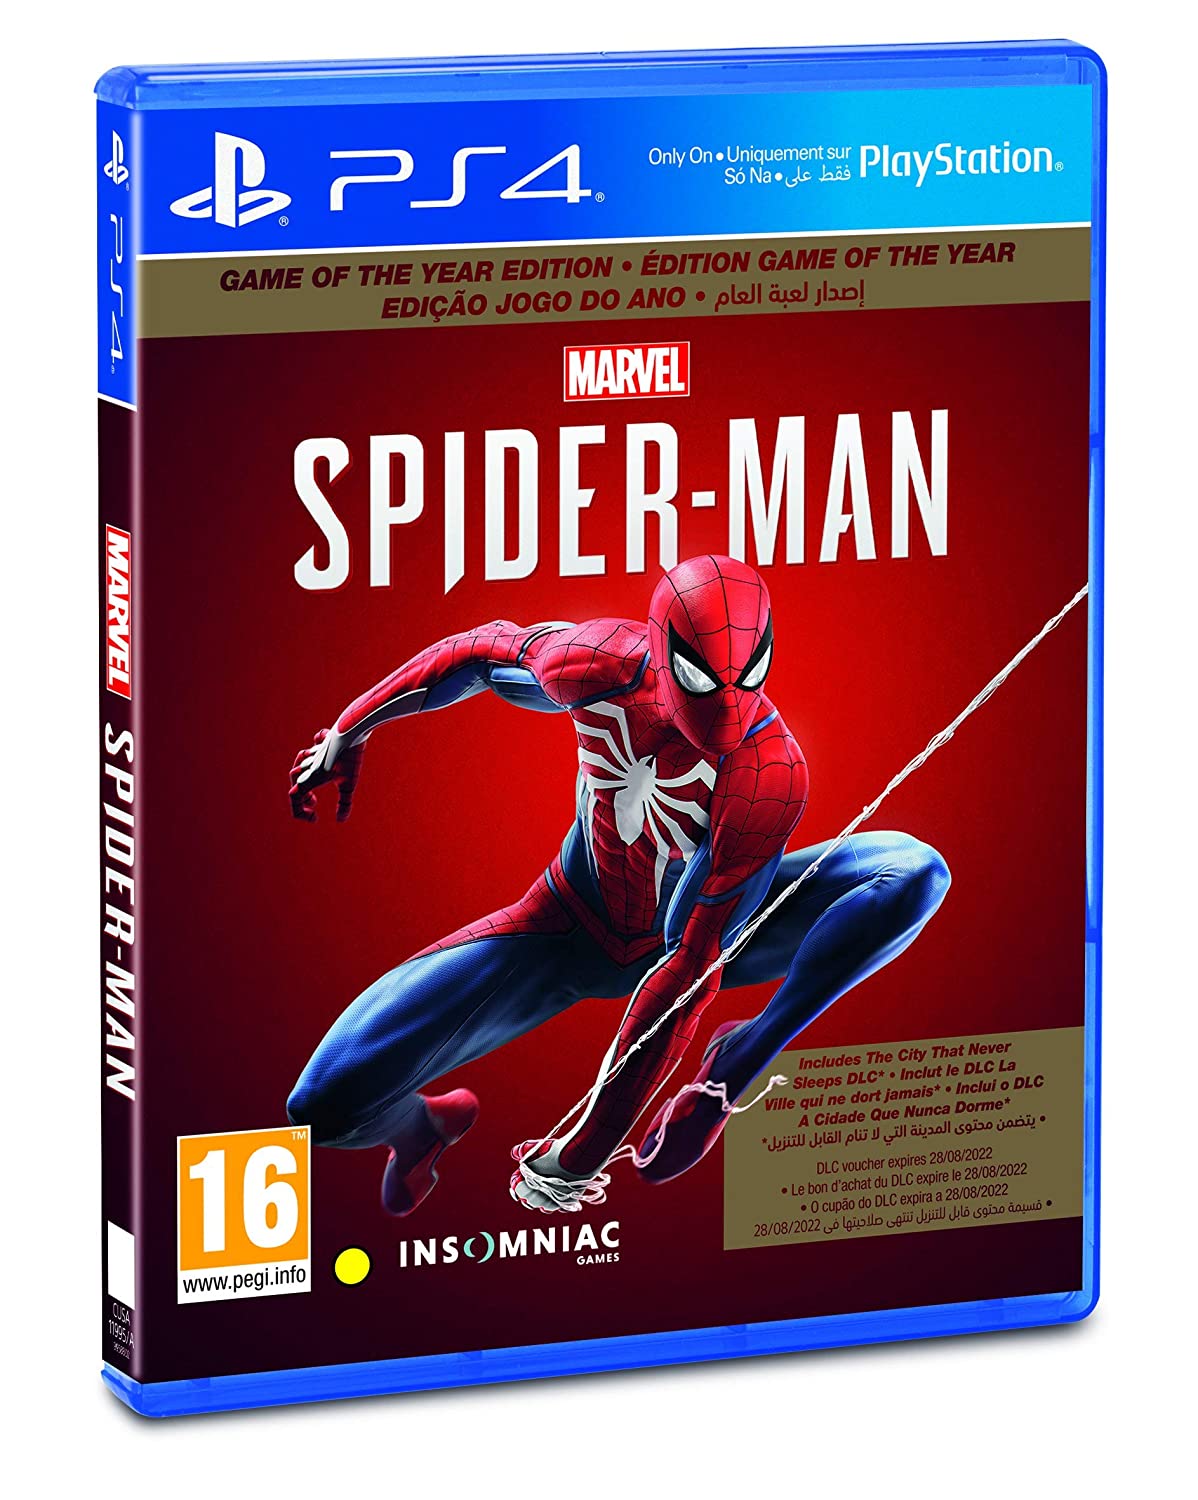 PS4
Only On • Uniquement sur
Só Na • فقط على
PlayStation
GAME OF THE YEAR EDITION • ÉDITION GAME OF THE YEAR
EDIÇÃO JOGO DO ANO • إصدار لعبة العام
MARVEL
SPIDER-MAN
Includes The City That Never
Sleeps DLC* • Inclut le DLC La
Ville qui ne dort jamais* • Inclui o DLC
A Cidade Que Nunca Dorme*
• يتضمن محتوى المدينة التي لا تنام القابل للتنزيل*
DLC voucher expires 28/08/2022
• Le bon d'achat du DLC expire le 28/08/2022
• O cupão do DLC expira a 28/08/2022
• قسيمة محتوى قابل للتنزيل تنتهي صلاحيتها في 28/08/2022
16
www.pegi.info
INSOMNIAC
GAMES
PS4
MARVEL
SPIDER-MAN
CUSA
11995/A